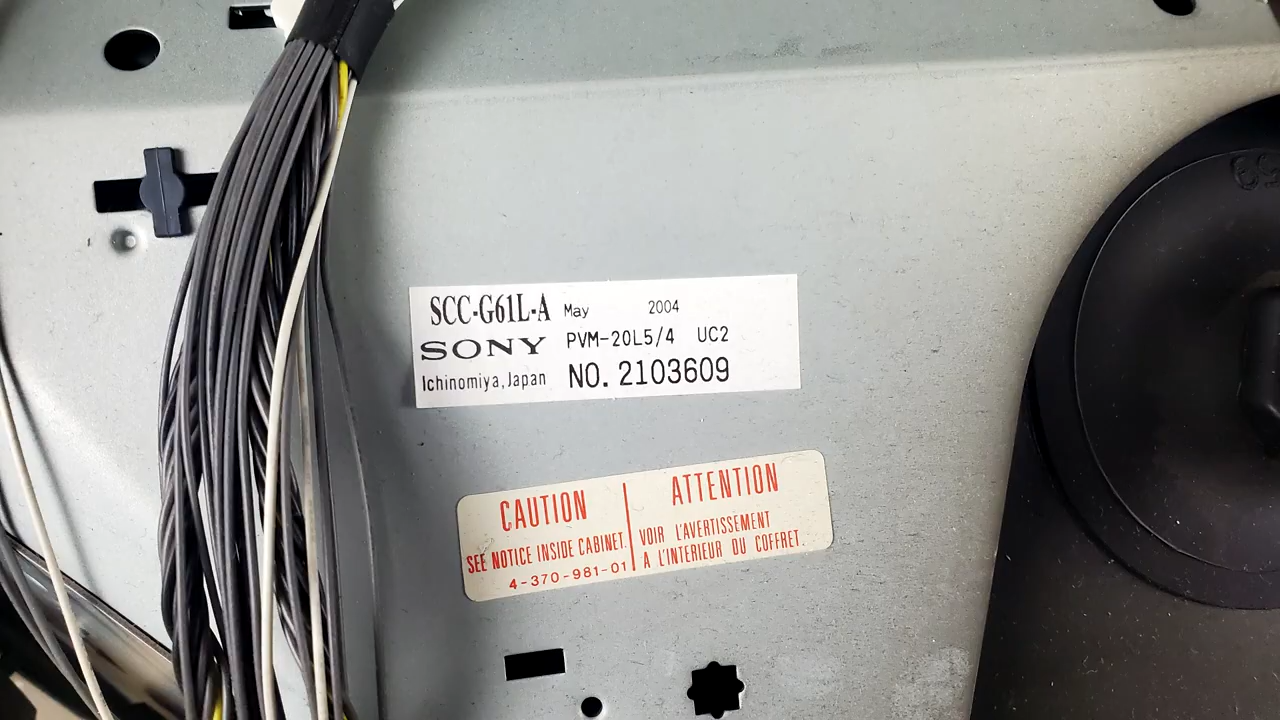 SCC-G61L-A May 2004
SONY PVM-20L5/4 UC2
Ichinomiya, Japan NO. 2103609
CAUTION
SEE NOTICE INSIDE CABINET.
4-370-981-01
ATTENTION
VOIR L'AVERTISSEMENT
A L'INTERIEUR DU COFFRET.